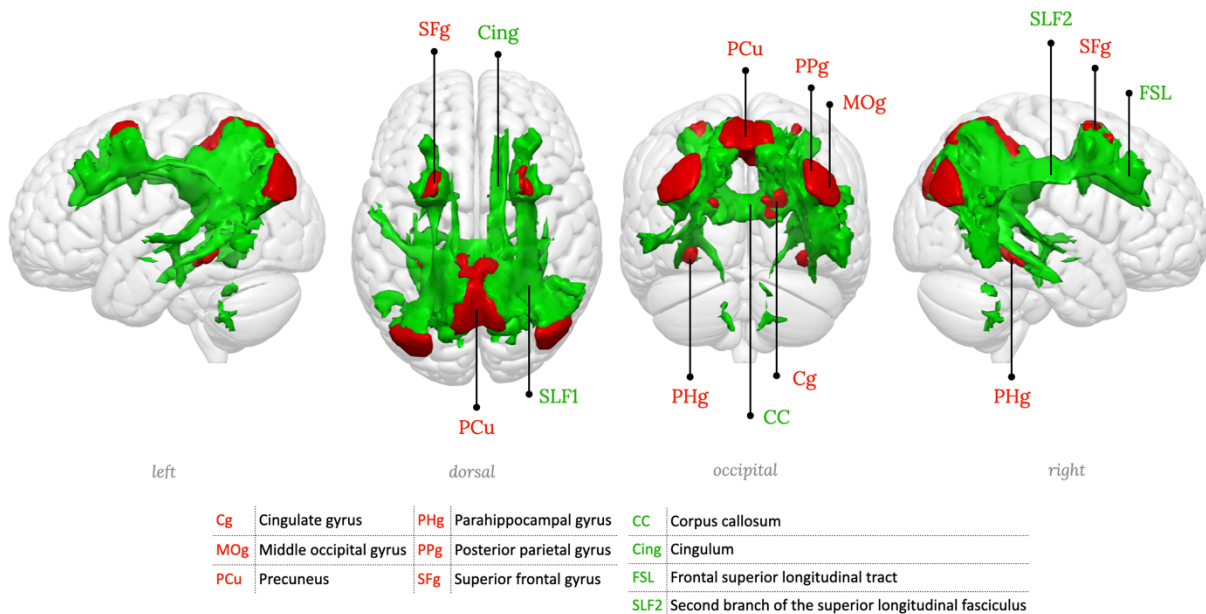 SFg Cing PCu PPg MOg SLF2 SFg FSL
PCu SLF1 PHg Cg CC PHg
left dorsal occipital right
Cg Cingulate gyrus PHg Parahippocampal gyrus CC Corpus callosum
MOg Middle occipital gyrus PPg Posterior parietal gyrus Cing Cingulum
PCu Precuneus SFg Superior frontal gyrus FSL Frontal superior longitudinal tract
SLF2 Second branch of the superior longitudinal fasciculus